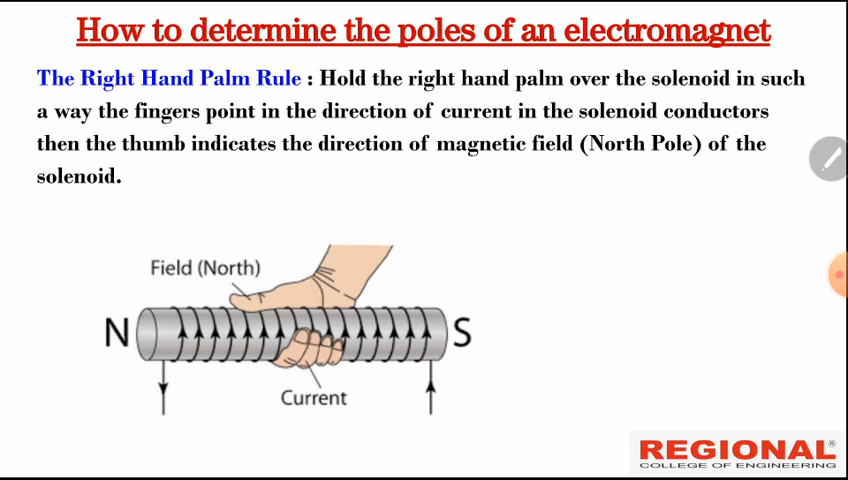 How to determine the poles of an electromagnet
The Right Hand Palm Rule : Hold the right hand palm over the solenoid in such
a way the fingers point in the direction of current in the solenoid conductors
then the thumb indicates the direction of magnetic field (North Pole) of the
solenoid.
Field (North)
N
S
Current
REGIONAL®
COLLEGE OF ENGINEERING